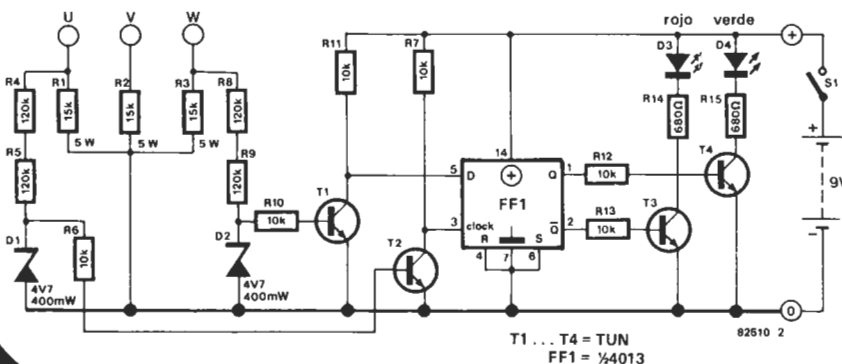 U V W
rojo verde
R4 120k
R1 15k
5 W
R2 15k
5 W
R3 15k
5 W
R8 120k
R5 120k
R9 120k
R11 10k
R7 10k
D3
D4
R14 680Ω
R15 680Ω
+
S1
+
9V
-
0
D1
4V7
400mW
R6 10k
D2
4V7
400mW
R10
10k
T1
T2
14
+
5 D
FF1
3 clock
R S
4 7 6
Q 1
Q̅ 2
R12
10k
R13
10k
T3
T4
82510 2
T1 ... T4 = TUN
FF1 = ½4013